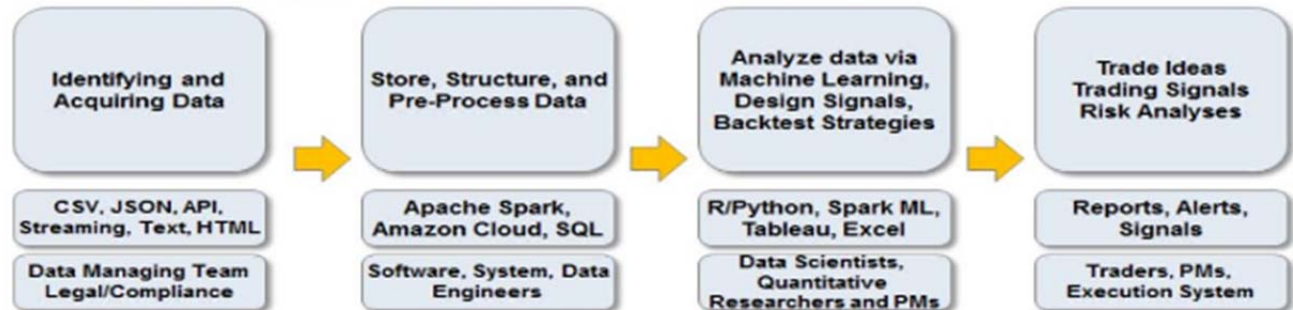 Identifying and
Acquiring Data
Store, Structure, and
Pre-Process Data
Analyze data via
Machine Learning,
Design Signals,
Backtest Strategies
Trade Ideas
Trading Signals
Risk Analyses
CSV, JSON, API,
Streaming, Text, HTML
Apache Spark,
Amazon Cloud, SQL
R/Python, Spark ML,
Tableau, Excel
Reports, Alerts,
Signals
Data Managing Team
Legal/Compliance
Software, System, Data
Engineers
Data Scientists,
Quantitative
Researchers and PMs
Traders, PMs,
Execution System